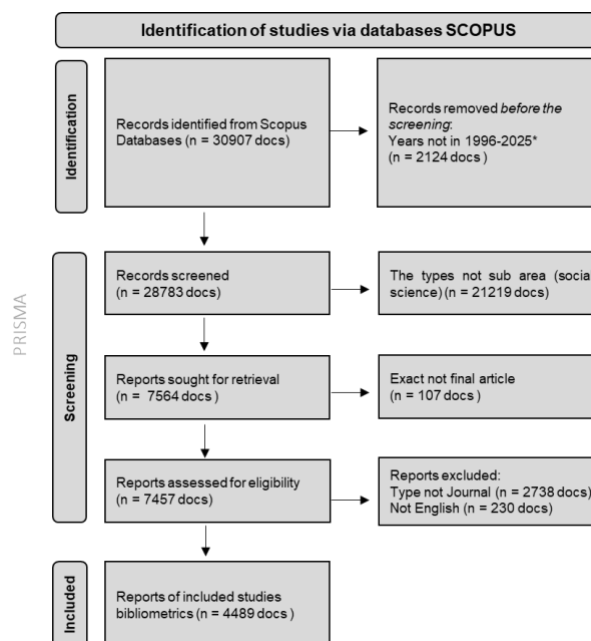 Identification of studies via databases SCOPUS
Identification
Records identified from Scopus
Databases (n = 30907 docs)
Records removed before the
screening:
Years not in 1996-2025*
(n = 2124 docs )
PRISMA
Screening
Records screened
(n = 28783 docs)
The types not sub area (social
science) (n = 21219 docs)
Reports sought for retrieval
(n = 7564 docs)
Exact not final article
(n = 107 docs )
Reports assessed for eligibility
(n = 7457 docs)
Reports excluded:
Type not Journal (n = 2738 docs)
Not English (n = 230 docs)
Included
Reports of included studies
bibliometrics (n = 4489 docs )